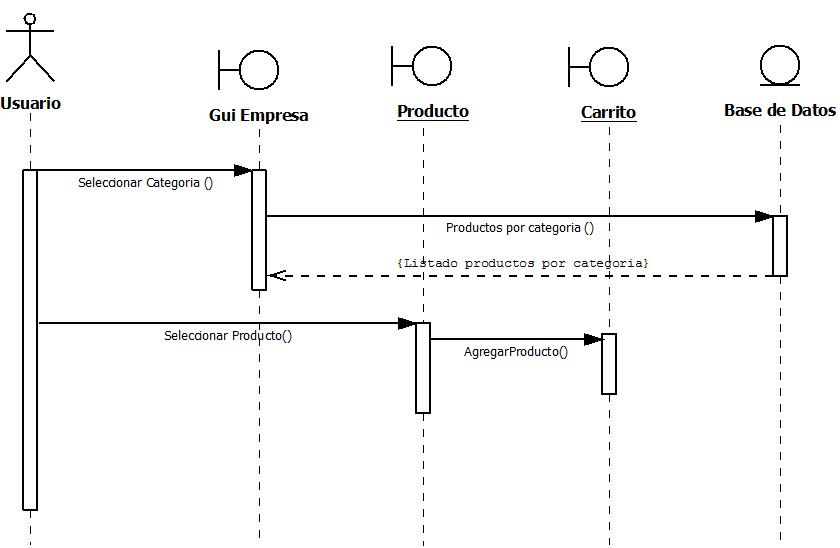 Usuario
Gui Empresa
Producto
Carrito
Base de Datos
Seleccionar Categoria ()
Productos por categoria ()
{Listado productos por categoria}
Seleccionar Producto()
AgregarProducto()